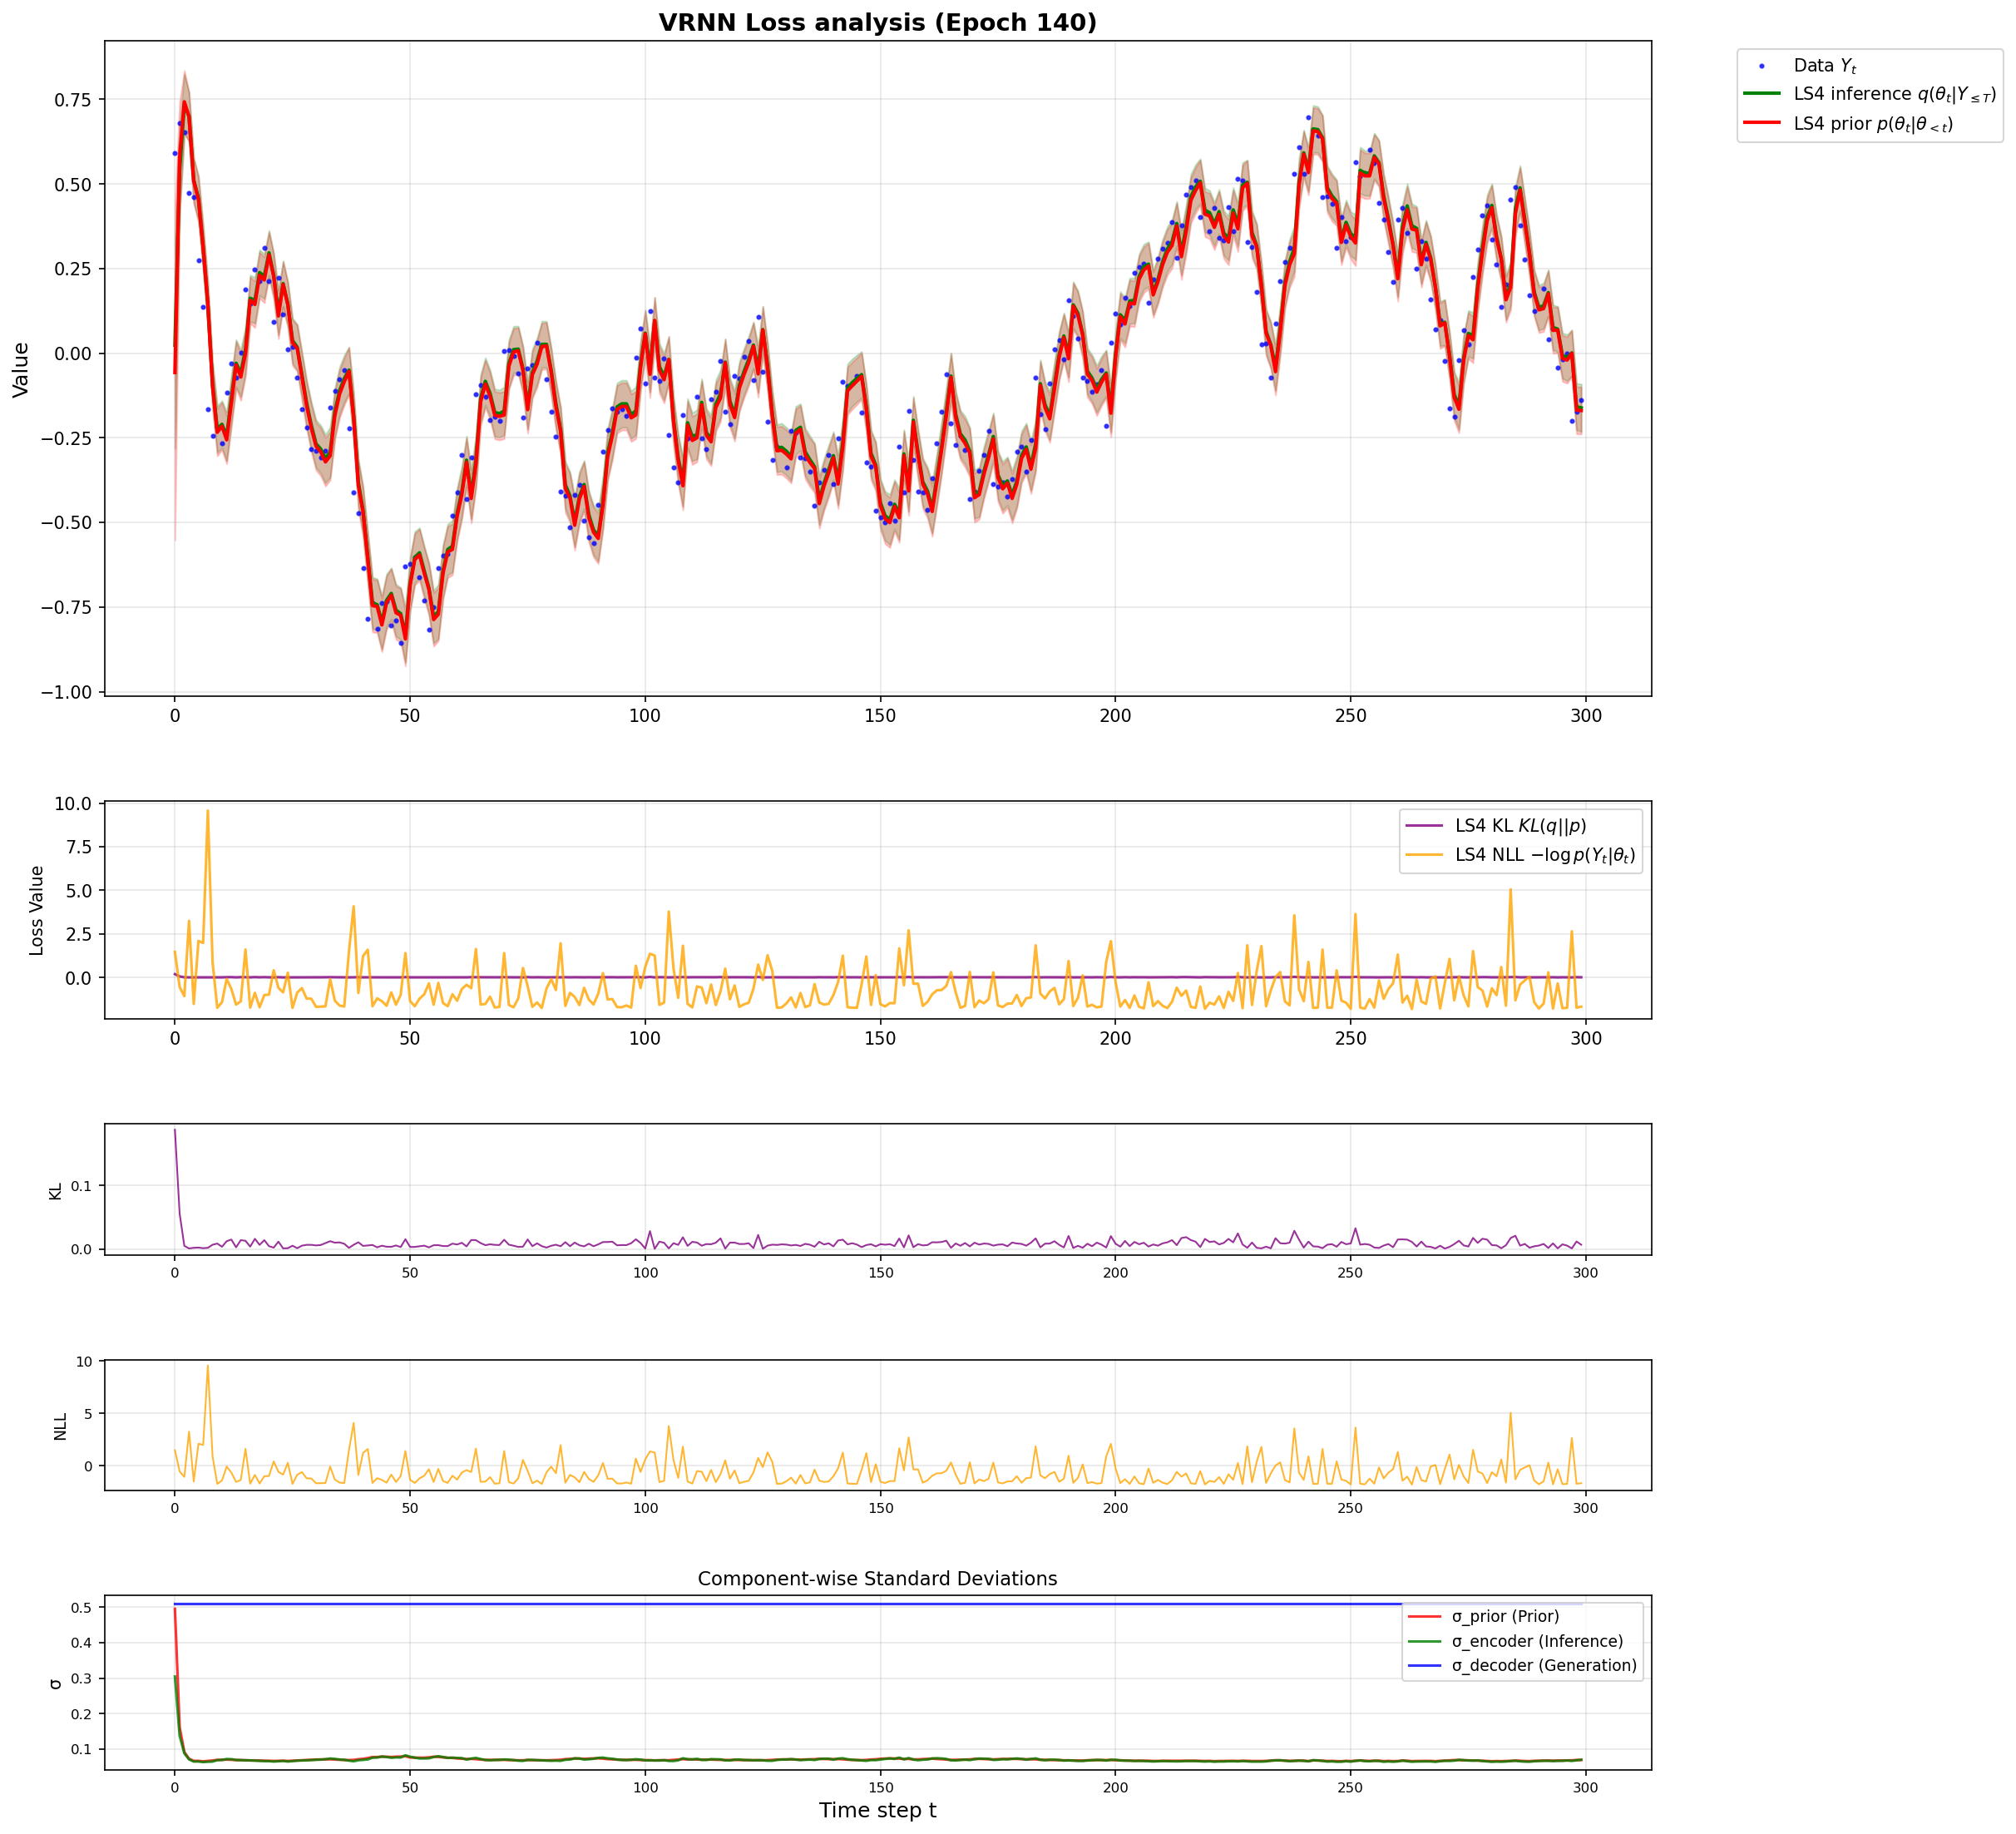 VRNN Loss analysis (Epoch 140)
Data Y_t
LS4 inference q(θ_t|Y_{≤T})
LS4 prior p(θ_t|θ_{<t})
Value
0.75
0.50
0.25
0.00
−0.25
−0.50
−0.75
−1.00
0 50 100 150 200 250 300
Loss Value
10.0
7.5
5.0
2.5
0.0
LS4 KL KL(q||p)
LS4 NLL −log p(Y_t|θ_t)
0 50 100 150 200 250 300
KL
0.1
0.0
0 50 100 150 200 250 300
NLL
10
5
0
0 50 100 150 200 250 300
Component-wise Standard Deviations
σ
0.5
0.4
0.3
0.2
0.1
σ_prior (Prior)
σ_encoder (Inference)
σ_decoder (Generation)
0 50 100 150 200 250 300
Time step t